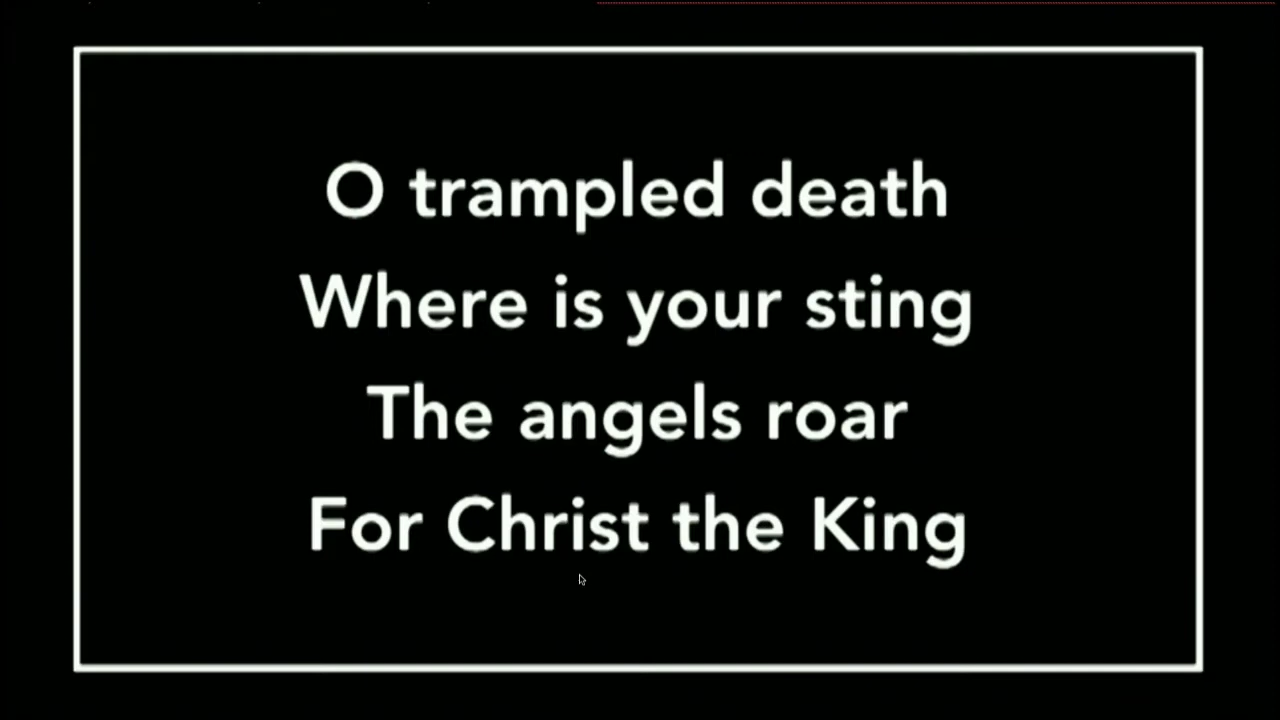 O trampled death
Where is your sting
The angels roar
For Christ the King